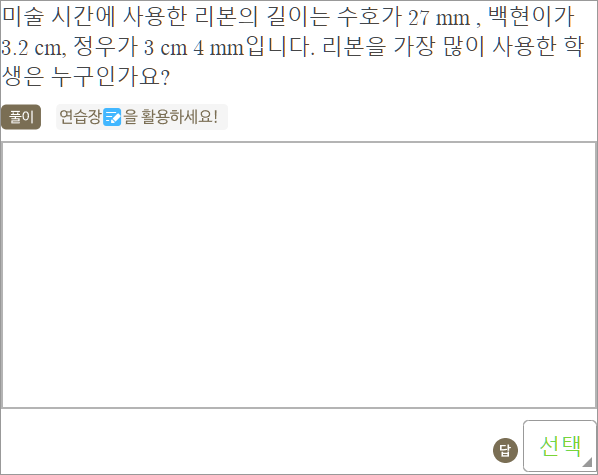 미술 시간에 사용한 리본의 길이는 수호가 27 mm , 백현이가
3.2 cm, 정우가 3 cm 4 mm입니다. 리본을 가장 많이 사용한 학
생은 누구인가요?
풀이 연습장을 활용하세요!
답 선택